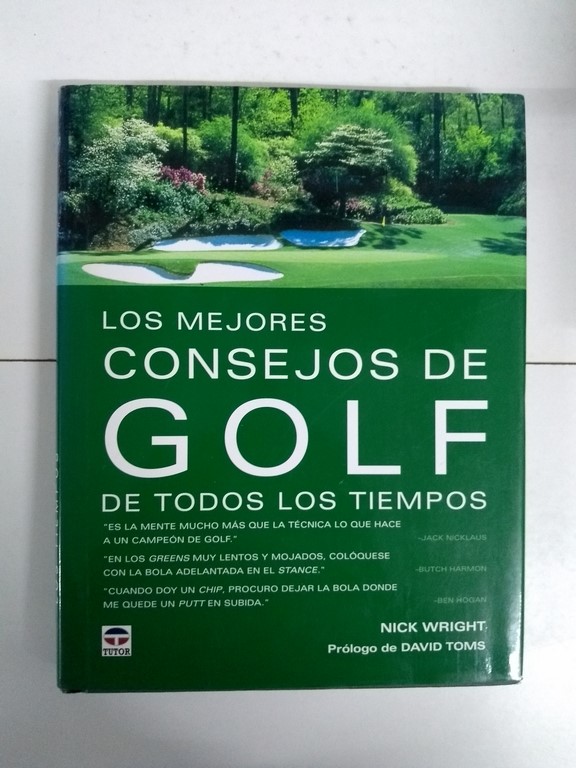 LOS MEJORES
CONSEJOS DE
GOLF
DE TODOS LOS TIEMPOS
"ES LA MENTE MUCHO MÁS QUE LA TÉCNICA LO QUE HACE
A UN CAMPEÓN DE GOLF." -JACK NICKLAUS
"EN LOS GREENS MUY LENTOS Y MOJADOS, COLÓQUESE
CON LA BOLA ADELANTADA EN EL STANCE." -BUTCH HARMON
"CUANDO DOY UN CHIP, PROCURO DEJAR LA BOLA DONDE
ME QUEDE UN PUTT EN SUBIDA." -BEN HOGAN
NICK WRIGHT
Prólogo de DAVID TOMS
TUTOR